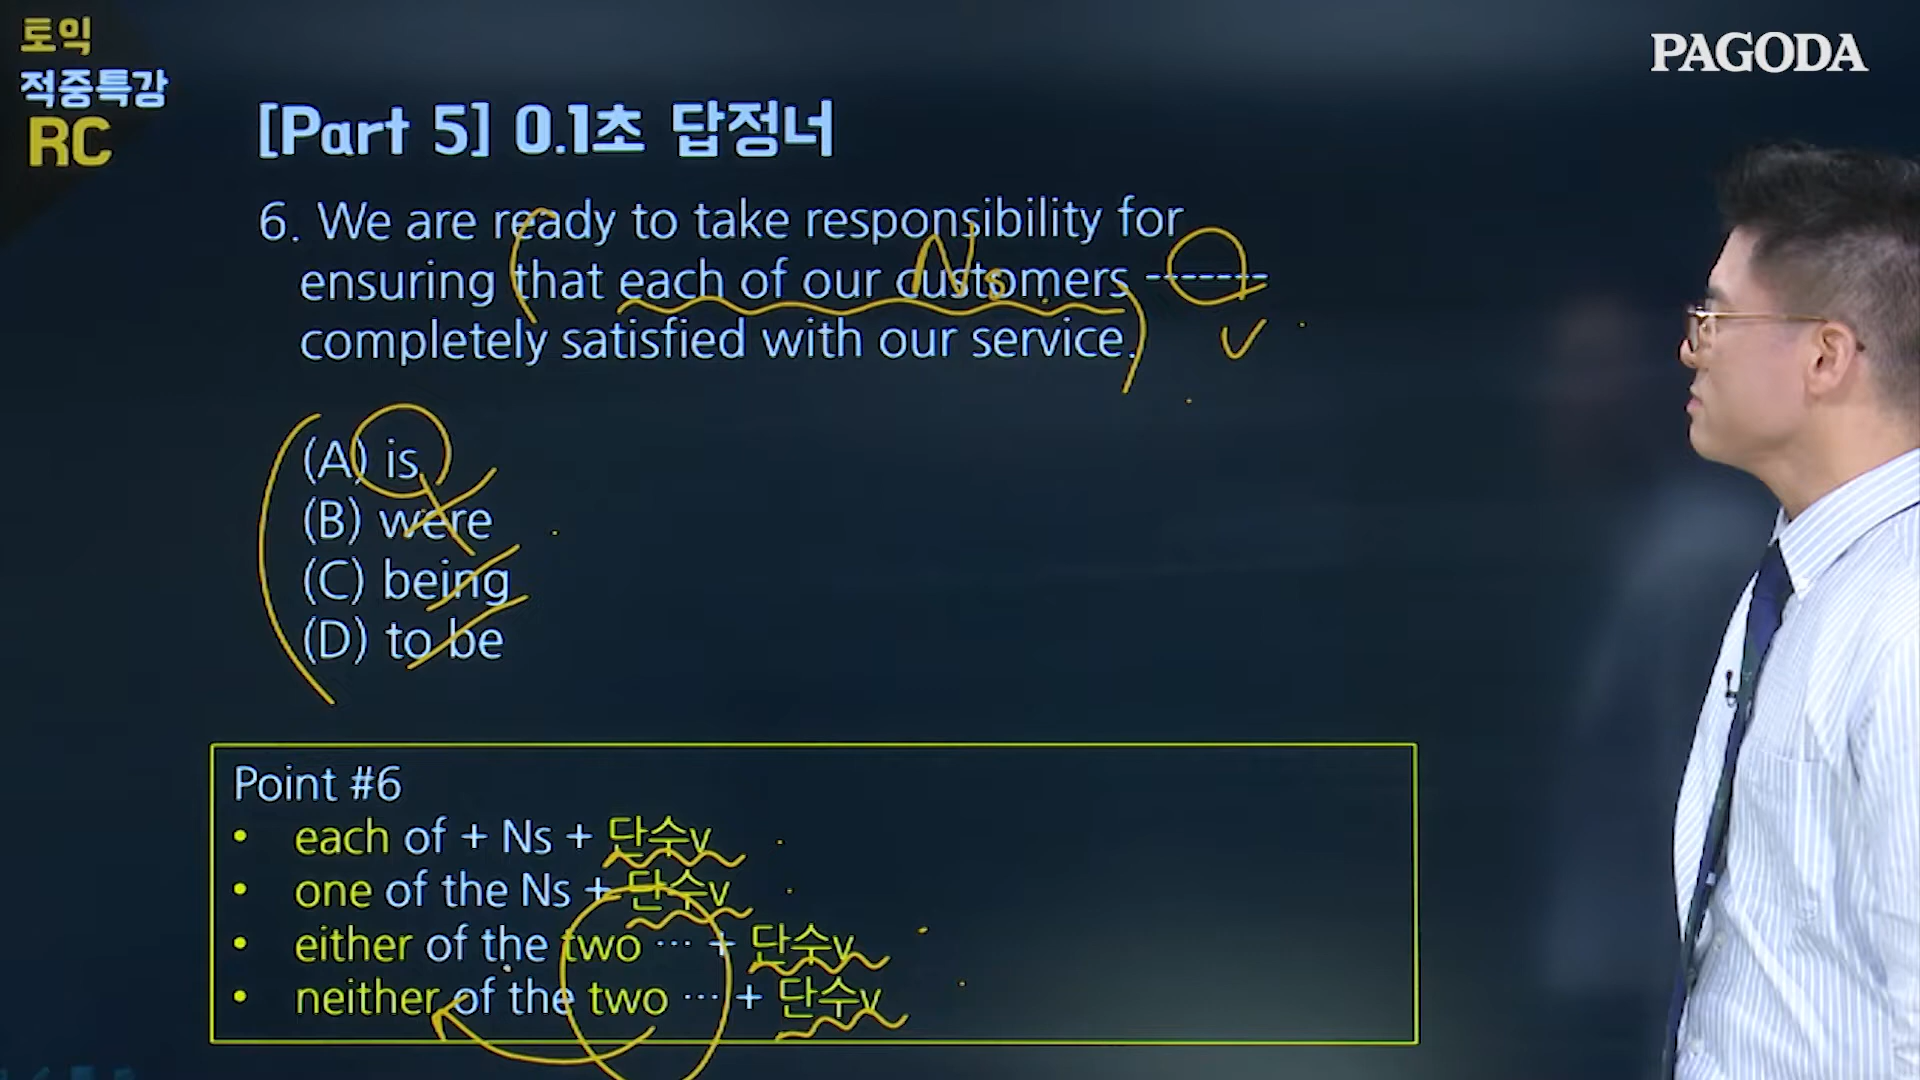 토익
적중특강
RC
PAGODA
[Part 5] 0.1초 답정너
6. We are ready to take responsibility for
ensuring that each of our customers -------
completely satisfied with our service.
Ns
V
(A) is
(B) were
(C) being
(D) to be
Point #6
• each of + Ns + 단수v
• one of the Ns + 단수v
• either of the two … + 단수v
• neither of the two … + 단수v